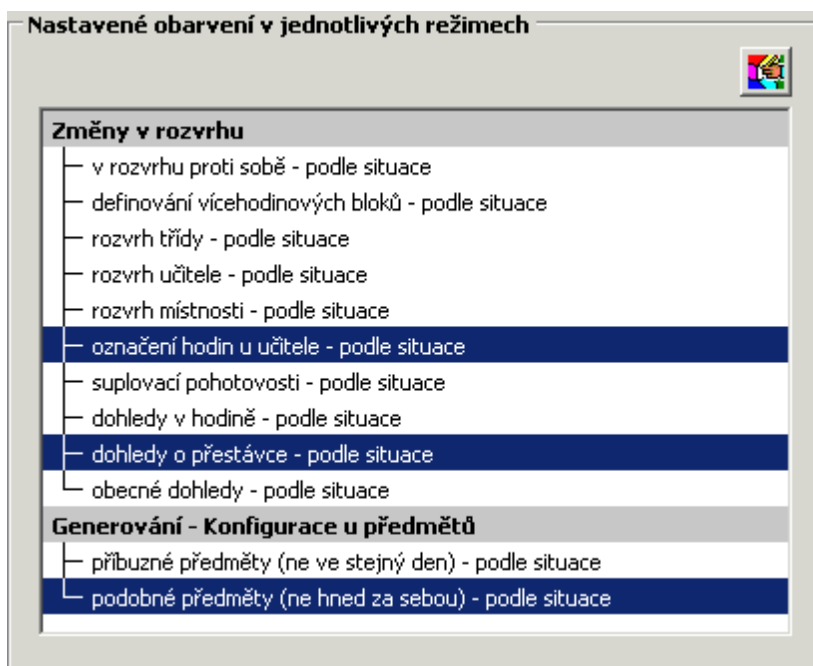 Nastavené obarvení v jednotlivých režimech
Změny v rozvrhu
v rozvrhu proti sobě - podle situace
definování vícehodinových bloků - podle situace
rozvrh třídy - podle situace
rozvrh učitele - podle situace
rozvrh místnosti - podle situace
označení hodin u učitele - podle situace
suplovací pohotovosti - podle situace
dohledy v hodině - podle situace
dohledy o přestávce - podle situace
obecné dohledy - podle situace
Generování - Konfigurace u předmětů
příbuzné předměty (ne ve stejný den) - podle situace
podobné předměty (ne hned za sebou) - podle situace